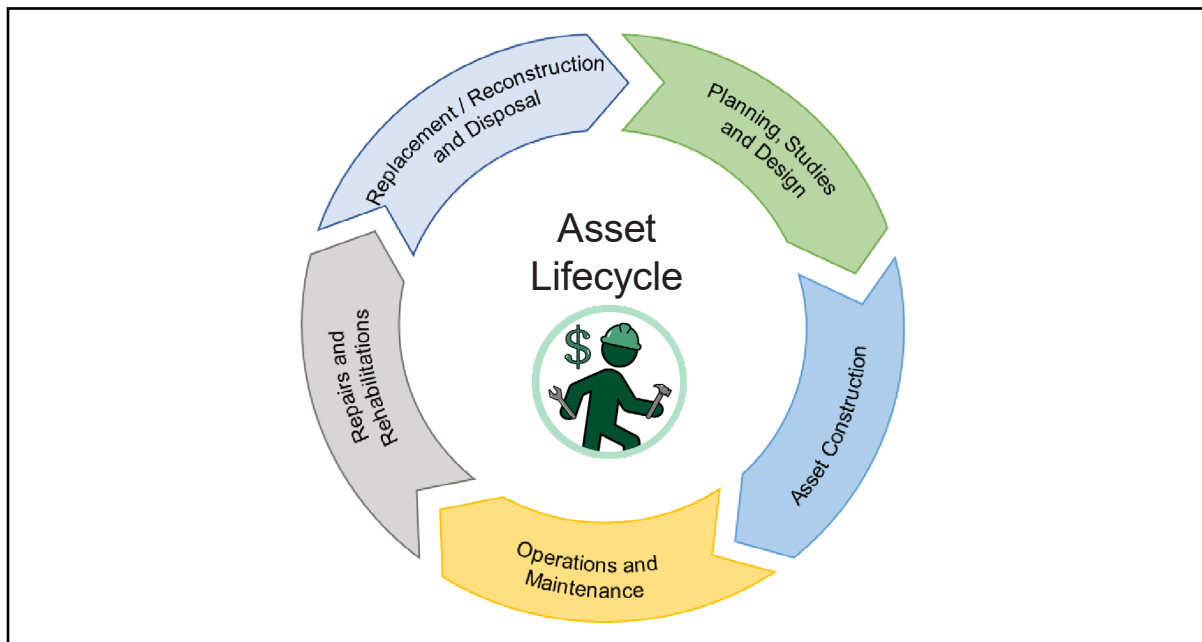 Asset
Lifecycle
$
Planning, Studies
and Design
Asset Construction
Operations and
Maintenance
Repairs and
Rehabilitations
Replacement / Reconstruction
and Disposal